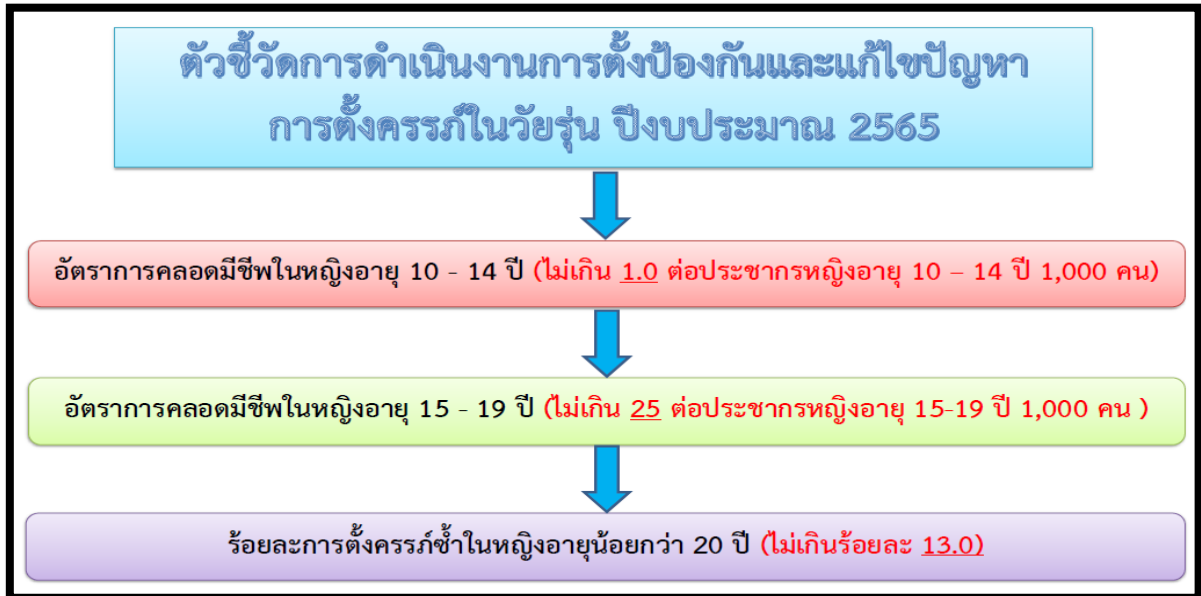 ตัวชี้วัดการดำเนินงานการตั้งป้องกันและแก้ไขปัญหา
การตั้งครรภ์ในวัยรุ่น ปีงบประมาณ 2565
อัตราการคลอดมีชีพในหญิงอายุ 10 - 14 ปี (ไม่เกิน 1.0 ต่อประชากรหญิงอายุ 10 – 14 ปี 1,000 คน)
อัตราการคลอดมีชีพในหญิงอายุ 15 - 19 ปี (ไม่เกิน 25 ต่อประชากรหญิงอายุ 15-19 ปี 1,000 คน )
ร้อยละการตั้งครรภ์ซ้ำในหญิงอายุน้อยกว่า 20 ปี (ไม่เกินร้อยละ 13.0)